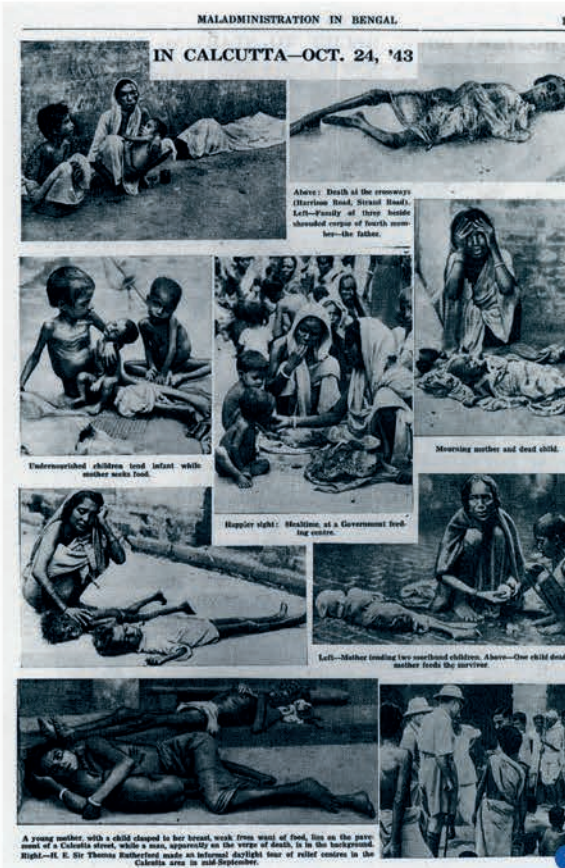 MALADMINISTRATION IN BENGAL
IN CALCUTTA—OCT. 24, '43
Above: Death at the crossways
(Harrison Road, Strand Road).
Left—Family of three beside
shrouded corpse of fourth mem-
ber—the father.
Undernourished children tend infant while
mother seeks food.
Mourning mother and dead child.
Happier sight: Mealtime, at a Government feed-
ing centre.
Left—Mother tending two moribund children. Above—One child dead
mother feeds the survivor.
A young mother, with a child clasped to her breast, weak from want of food, lies on the pave-
ment of a Calcutta street, while a man, apparently on the verge of death, is in the background.
Right.—H. E. Sir Thomas Rutherford made an informal daylight tour of relief centres in the
Calcutta area in mid-September.